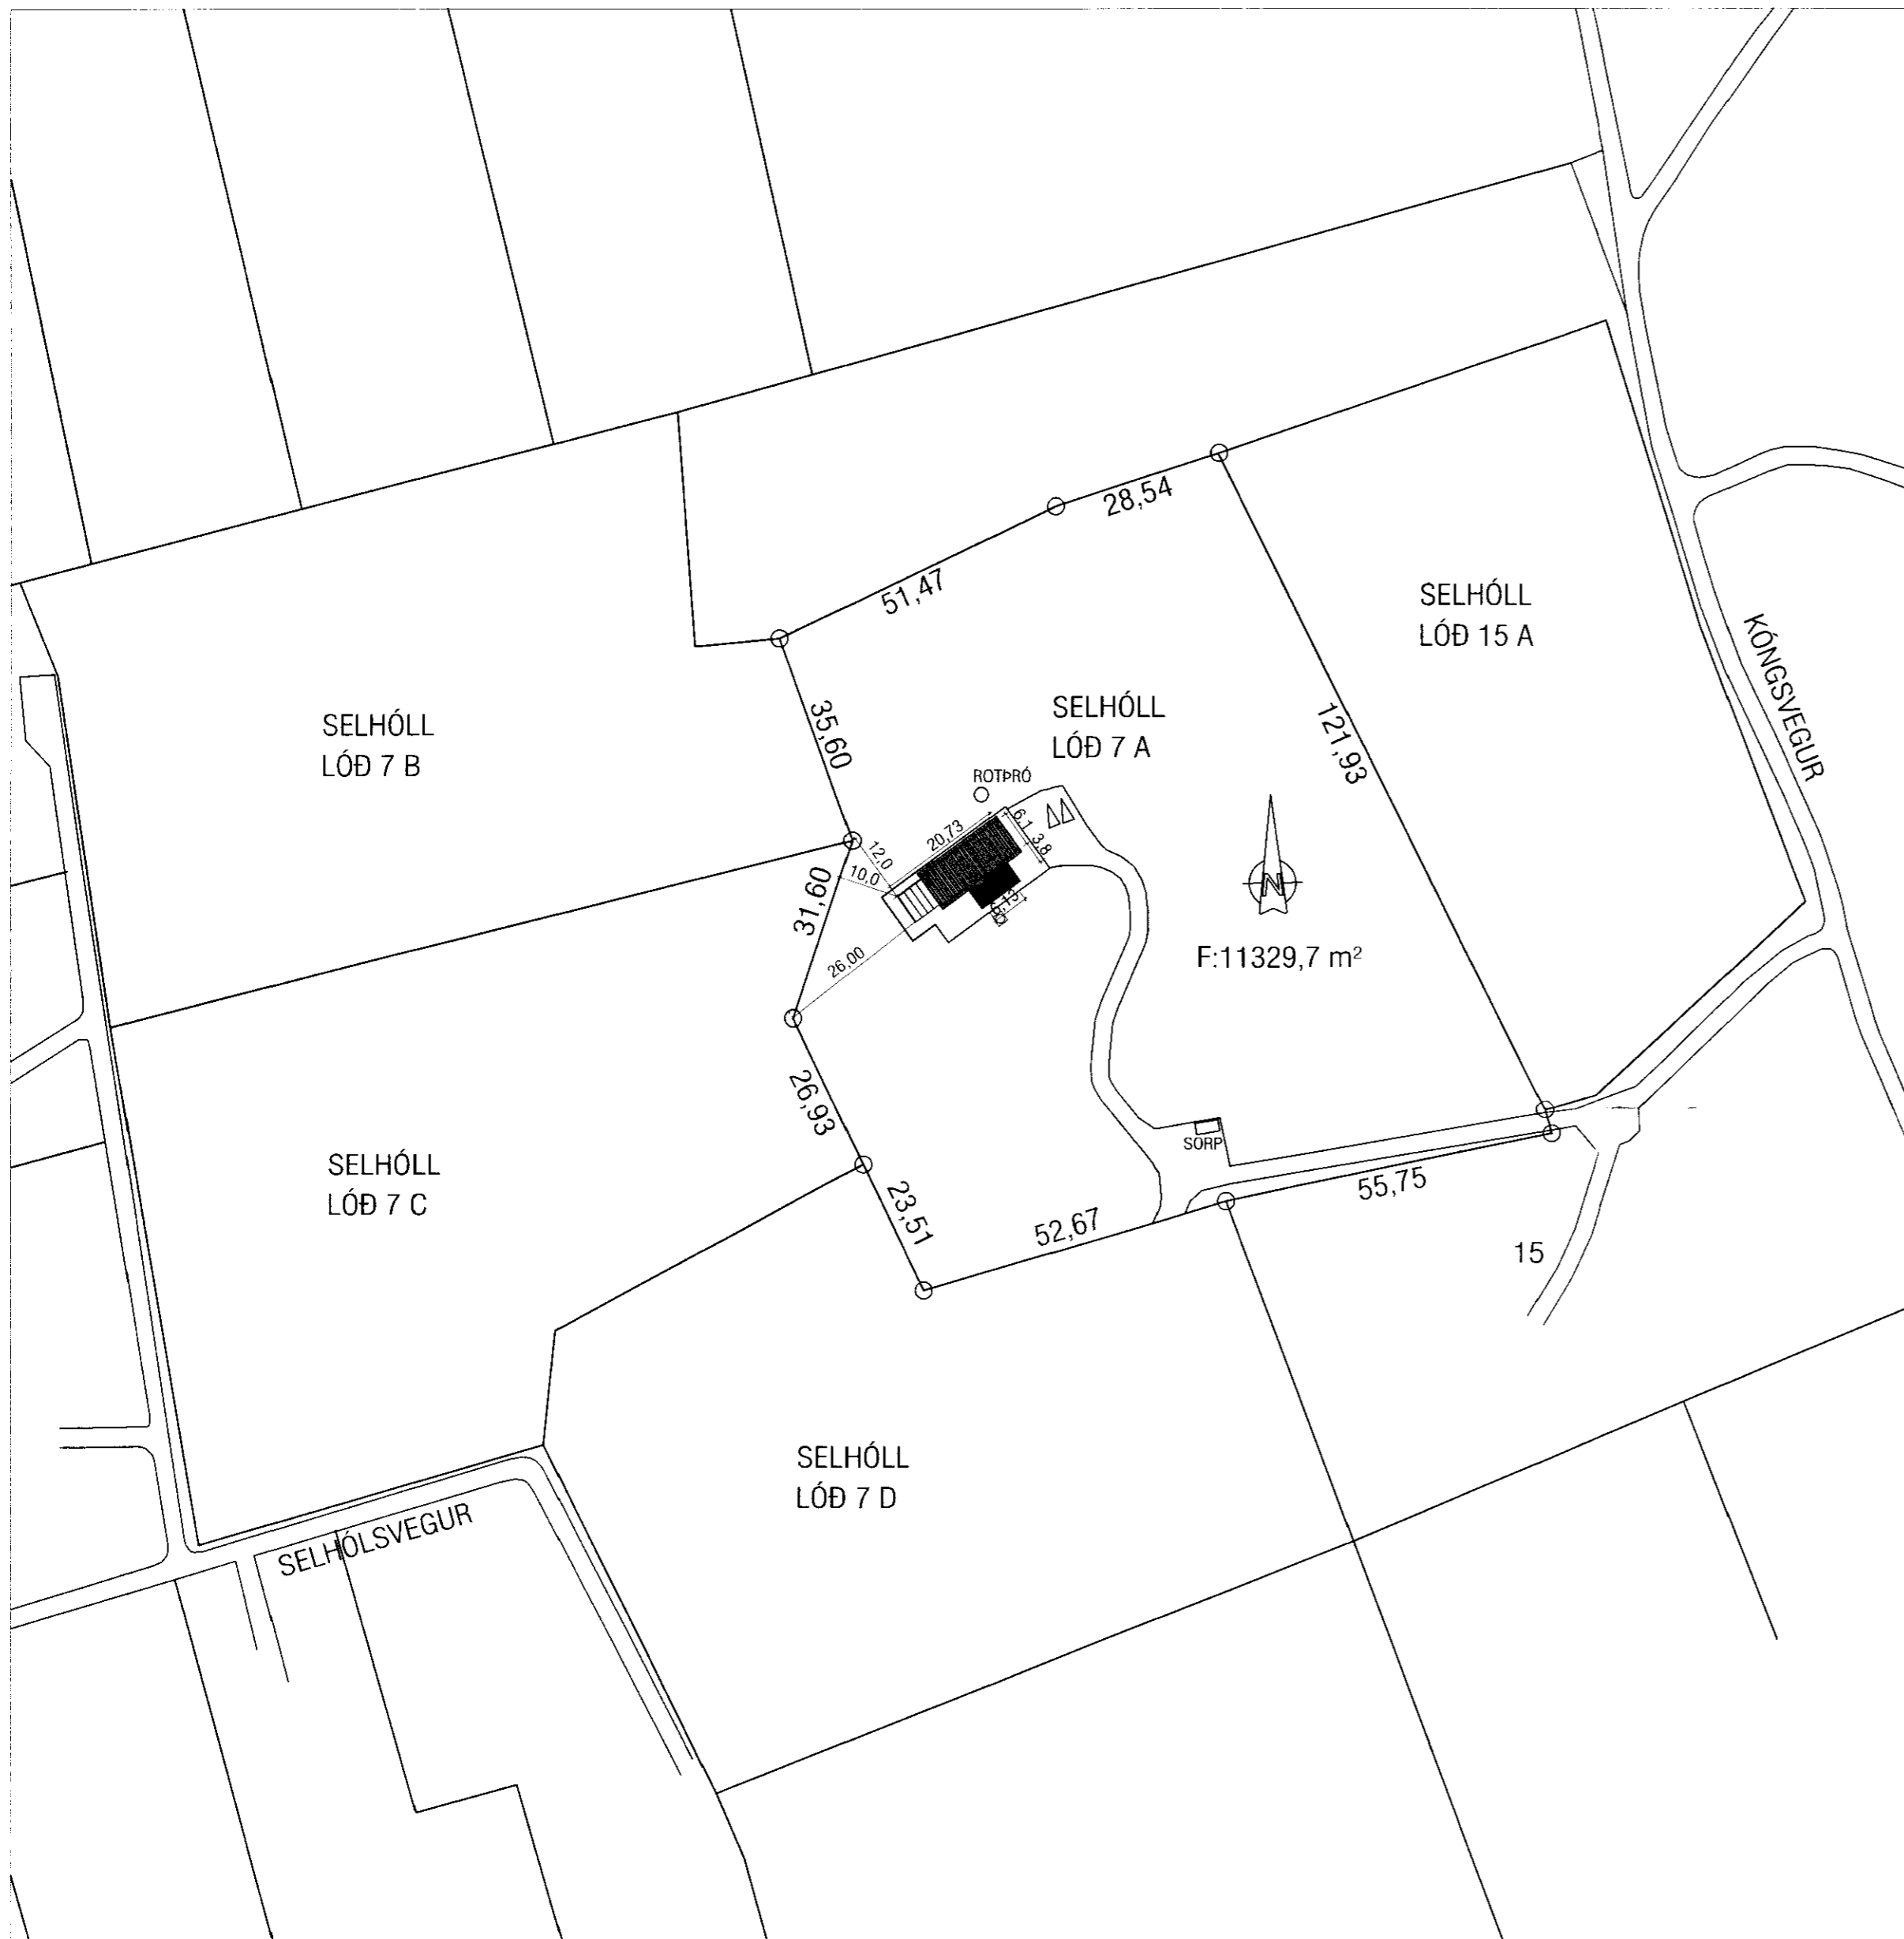 28,54
51,47
SELHÓLL
LÓÐ 15 A
KÓNGSVEGUR
SELHÓLL
LÓÐ 7 B
35,60
SELHÓLL
LÓÐ 7 A
121,93
ROTÞRÓ
20,73
6,1
3,8
12,0
10,0
N
31,60
26,00
F:11329,7 m²
26,93
SORP
SELHÓLL
LÓÐ 7 C
23,51
52,67
55,75
15
SELHÓLL
LÓÐ 7 D
SELHÓLSVEGUR